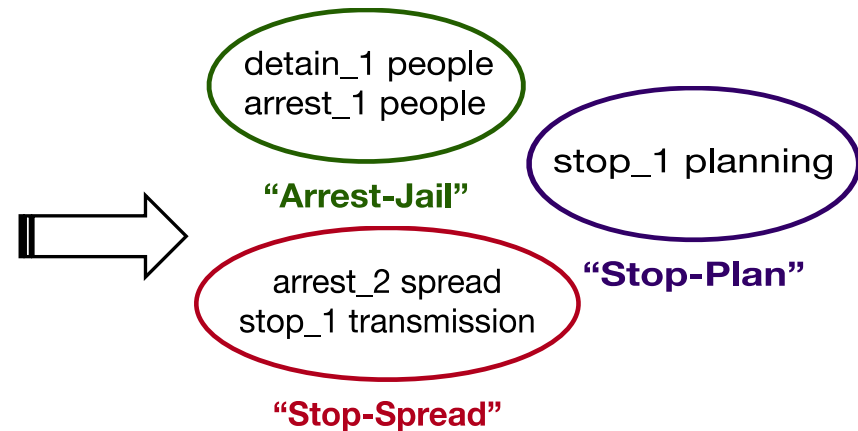 detain_1 people
arrest_1 people
“Arrest-Jail”
stop_1 planning
“Stop-Plan”
arrest_2 spread
stop_1 transmission
“Stop-Spread”